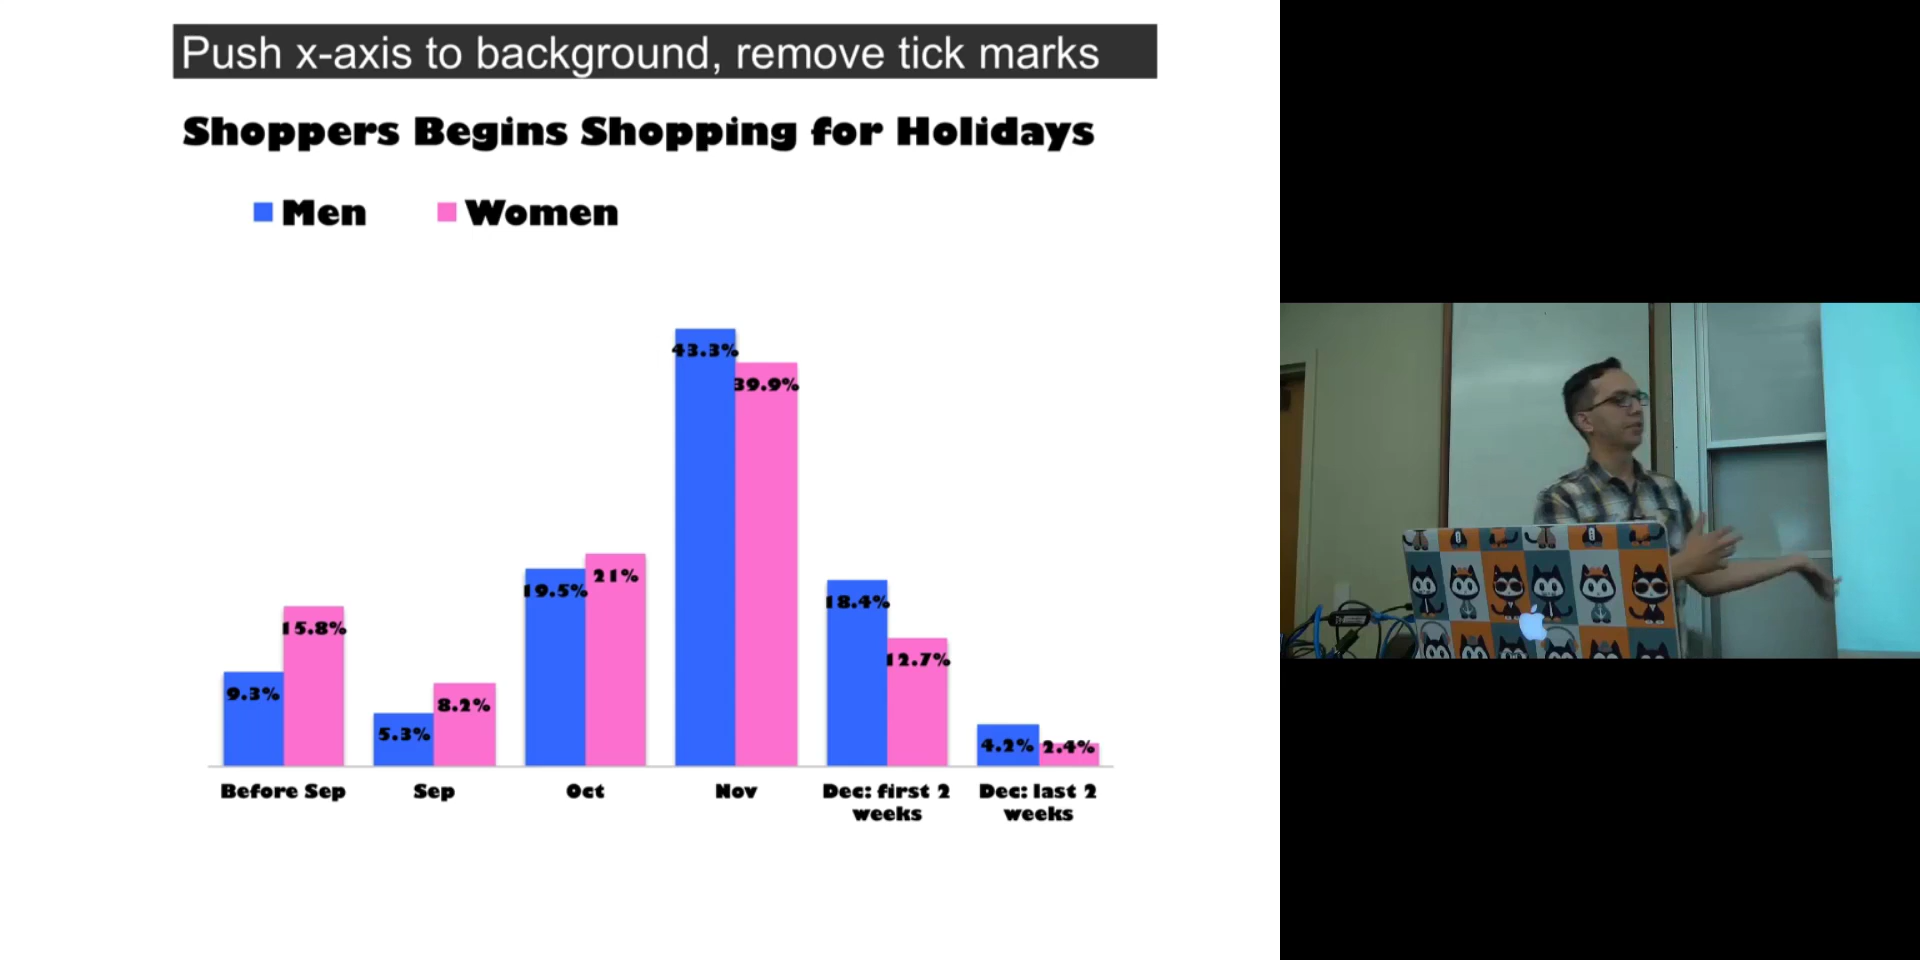 Push x-axis to background, remove tick marks
Shoppers Begins Shopping for Holidays
Men Women
43.3%
39.9%
19.5% 21%
18.4%
15.8%
12.7%
9.3%
8.2%
5.3%
4.2% 2.4%
Before Sep Sep Oct Nov Dec: first 2 weeks Dec: last 2 weeks